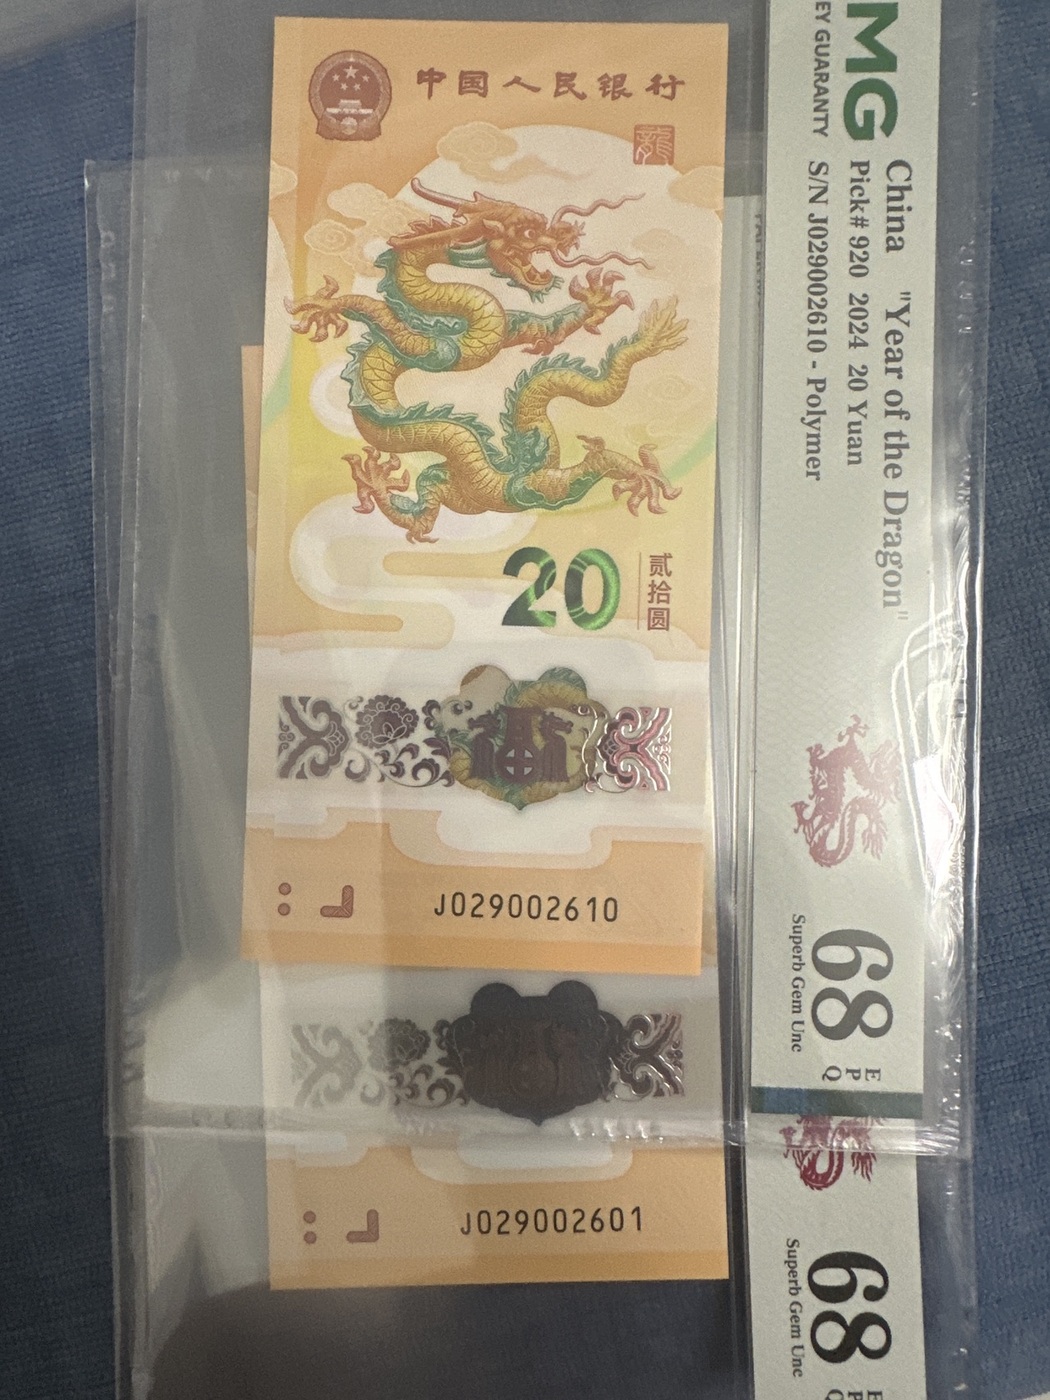 中国人民银行
龍
20
贰拾圆
J029002610
J029002601
MG
EY GUARANTY
China "Year of the Dragon"
Pick# 920 2024 20 Yuan
S/N J029002610 - Polymer
68
E
P
Q
Superb Gem Unc
68
Superb Gem Unc